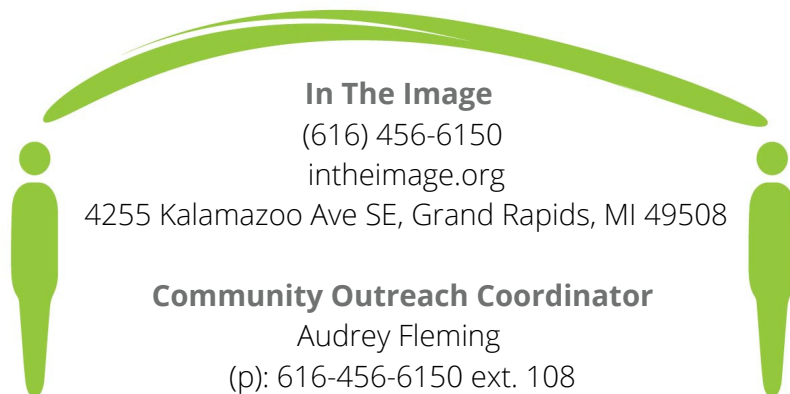 In The Image
(616) 456-6150
intheimage.org
4255 Kalamazoo Ave SE, Grand Rapids, MI 49508
Community Outreach Coordinator
Audrey Fleming
(p): 616-456-6150 ext. 108